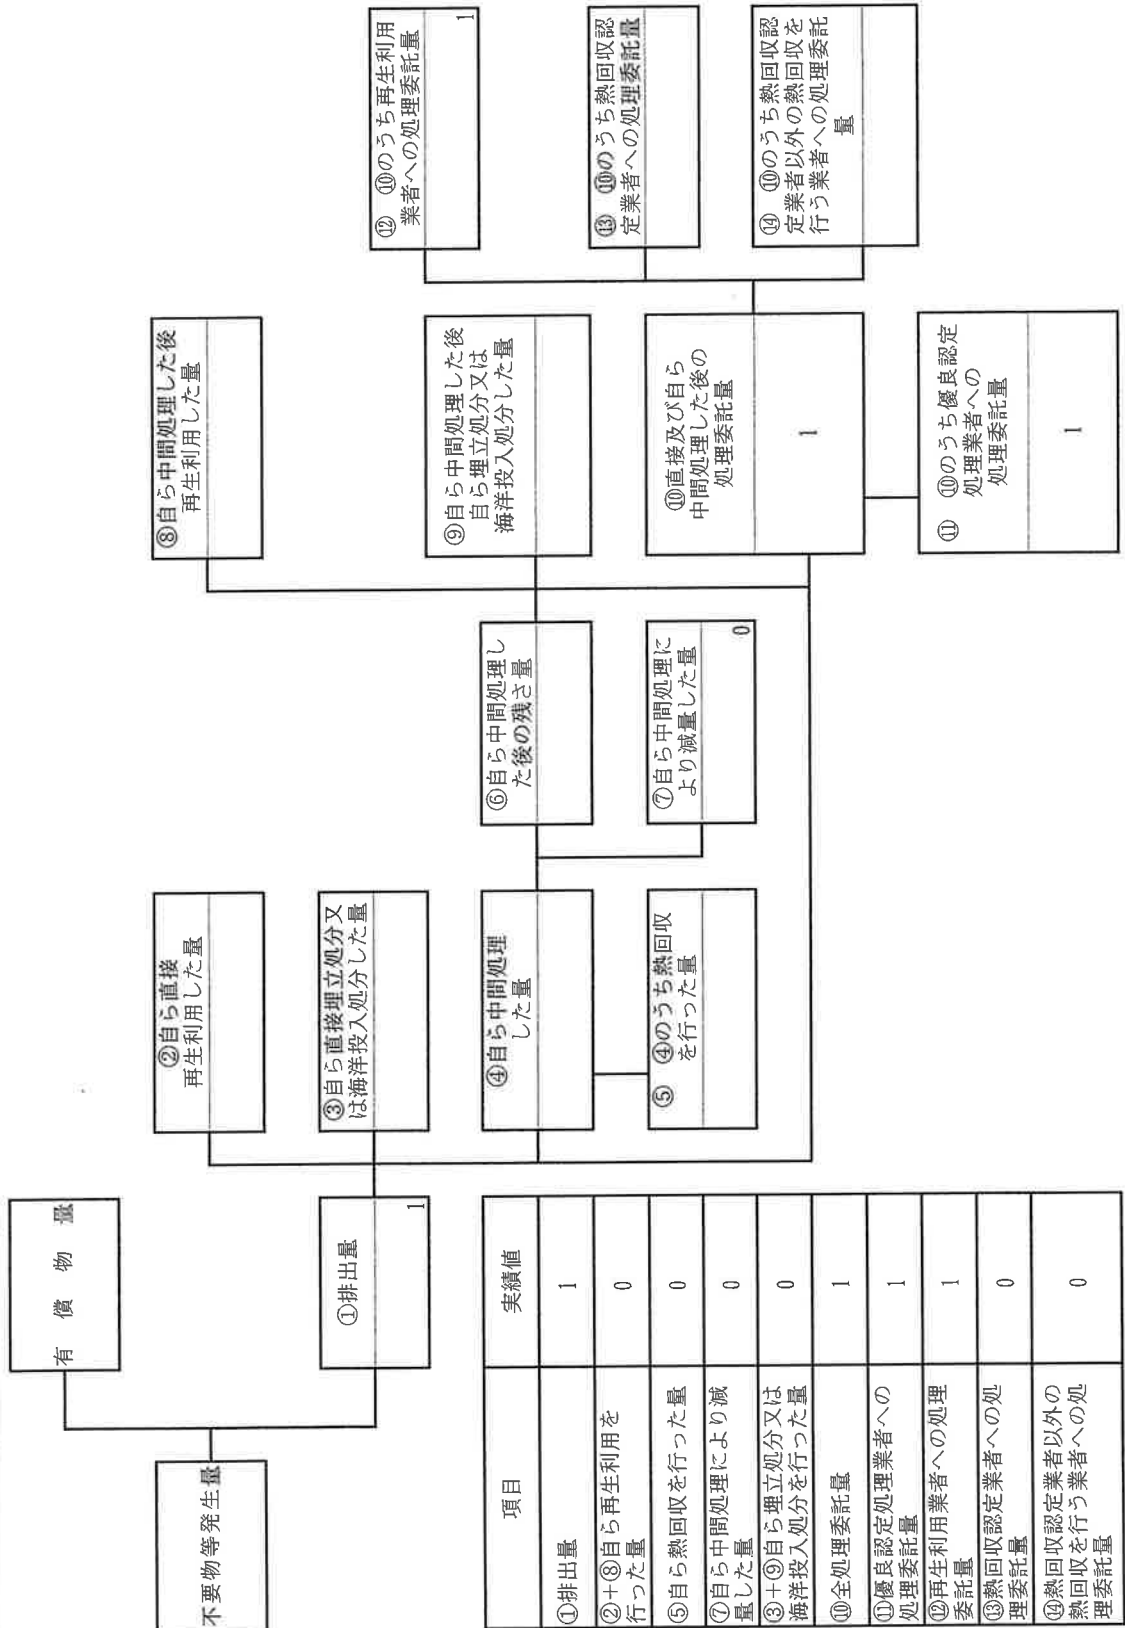 不要物等発生量
有償物量
①排出量
1
②自ら直接
再生利用した量
③自ら直接埋立処分又
は海洋投入処分した量
④自ら中間処理
した量
⑤ ④のうち熱回収
を行った量
⑥自ら中間処理し
た後の残さ量
⑦自ら中間処理に
より減量した量
0
⑧自ら中間処理した後
再生利用した量
⑨自ら中間処理した後
自ら埋立処分又は
海洋投入処分した量
⑩直接及び自ら
中間処理した後の
処理委託量
1
⑪ ⑩のうち優良認定
処理業者への
処理委託量
1
⑫ ⑩のうち再生利用
業者への処理委託量
1
⑬ ⑩のうち熱回収認
定業者への処理委託量
⑭ ⑩のうち熱回収認
定業者以外の熱回収を
行う業者への処理委託
量
項目 実績値
①排出量 1
②+⑧自ら再生利用を
行った量 0
⑤自ら熱回収を行った量 0
⑦自ら中間処理により減
量した量 0
③+⑨自ら埋立処分又は
海洋投入処分を行った量 0
⑩全処理委託量 1
⑪優良認定処理業者への
処理委託量 1
⑫再生利用業者への処理
委託量 1
⑬熱回収認定業者への処
理委託量 0
⑭熱回収認定業者以外の
熱回収を行う業者への処
理委託量 0